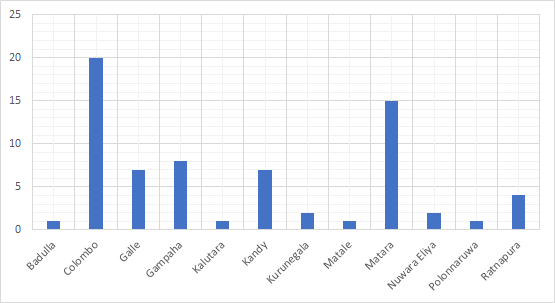 25
20
15
10
5
0
Badulla
Colombo
Galle
Gampaha
Kalutara
Kandy
Kurunegala
Matale
Matara
Nuwara Eliya
Polonnaruwa
Ratnapura